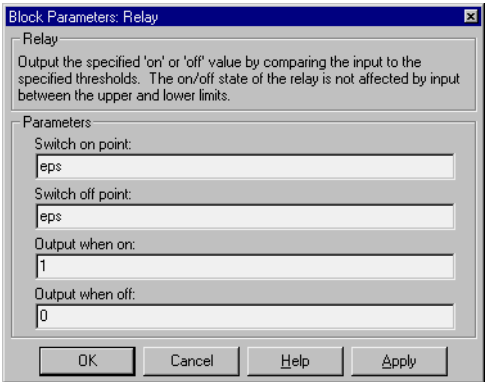 Block Parameters: Relay
Relay
Output the specified 'on' or 'off' value by comparing the input to the
specified thresholds. The on/off state of the relay is not affected by input
between the upper and lower limits.
Parameters
Switch on point:
eps
Switch off point:
eps
Output when on:
1
Output when off:
0
OK Cancel Help Apply